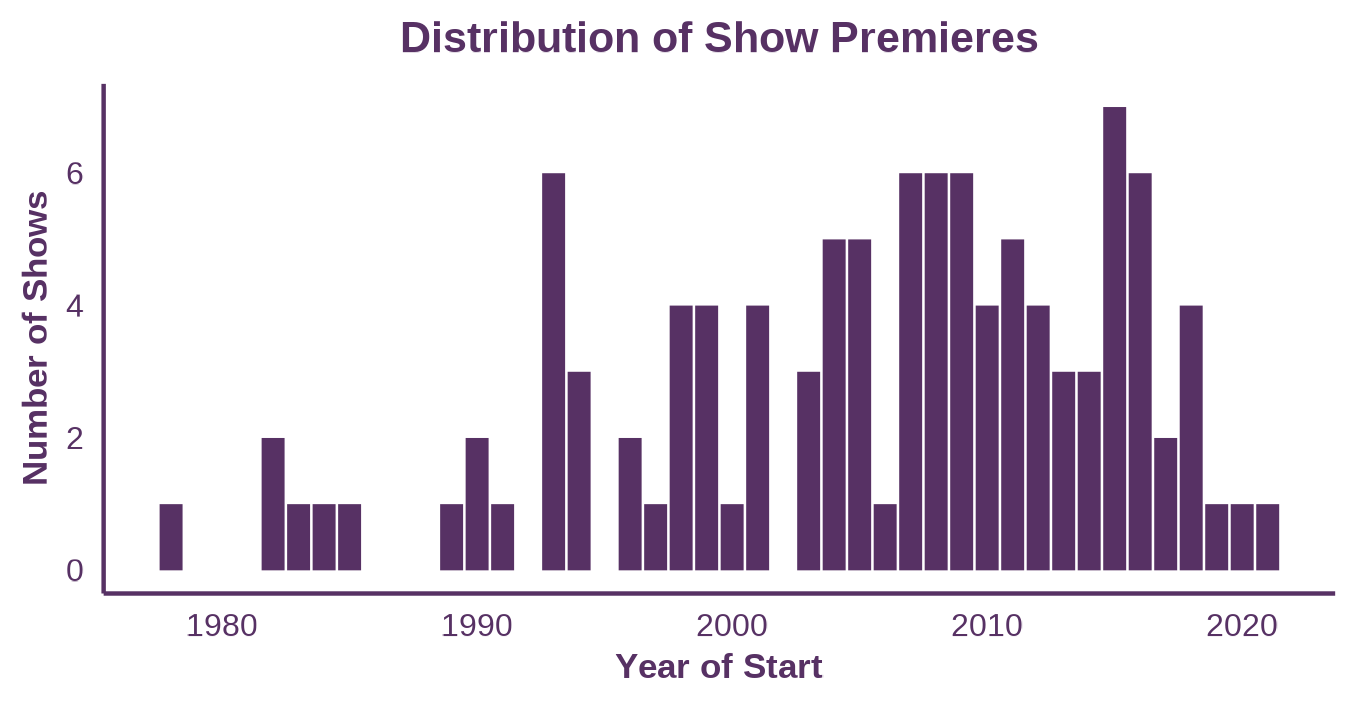 Distribution of Show Premieres
Number of Shows
6
4
2
0
1980 1990 2000 2010 2020
Year of Start